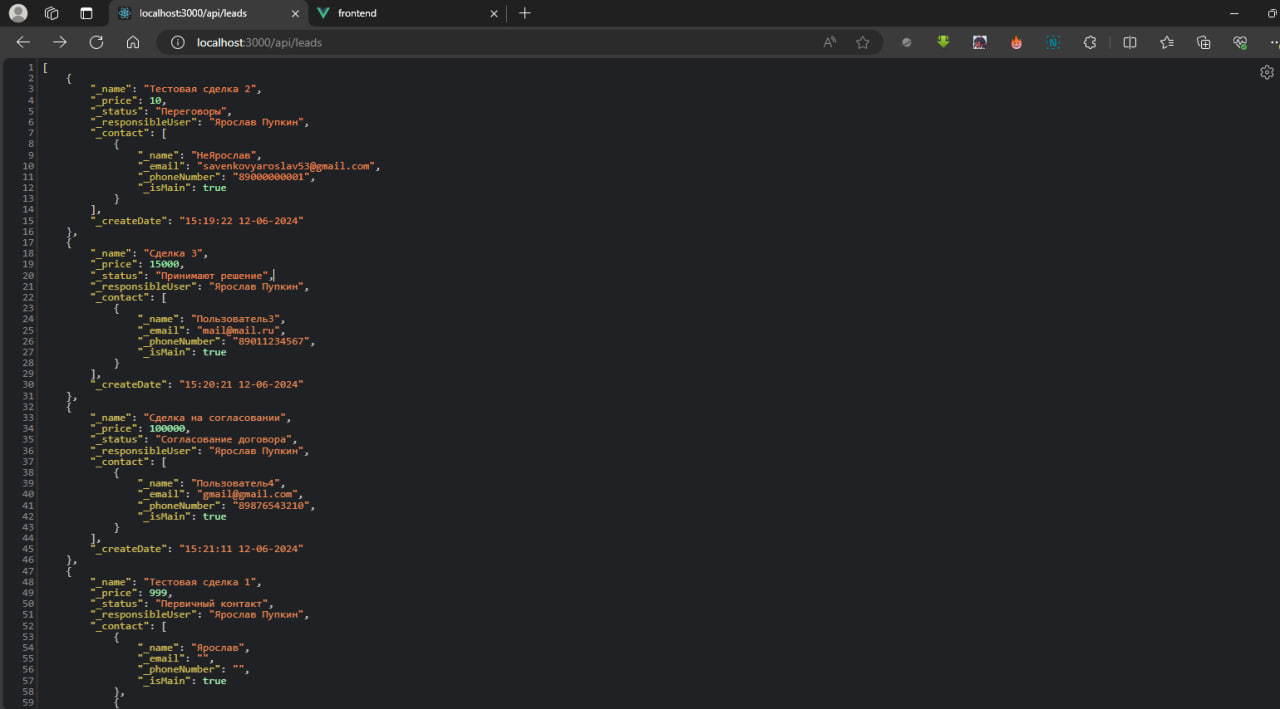 localhost:3000/api/leads
frontend
localhost:3000/api/leads
1 [
2 {
3 "_name": "Тестовая сделка 2",
4 "_price": 10,
5 "_status": "Переговоры",
6 "_responsibleUser": "Ярослав Пупкин",
7 "_contact": [
8 {
9 "_name": "НеЯрослав",
10 "_email": "savenkovyaroslav53@gmail.com",
11 "_phoneNumber": "89000000001",
12 "_isMain": true
13 }
14 ],
15 "_createDate": "15:19:22 12-06-2024"
16 },
17 {
18 "_name": "Сделка 3",
19 "_price": 15000,
20 "_status": "Принимают решение",
21 "_responsibleUser": "Ярослав Пупкин",
22 "_contact": [
23 {
24 "_name": "Пользователь3",
25 "_email": "mail@mail.ru",
26 "_phoneNumber": "89011234567",
27 "_isMain": true
28 }
29 ],
30 "_createDate": "15:20:21 12-06-2024"
31 },
32 {
33 "_name": "Сделка на согласовании",
34 "_price": 100000,
35 "_status": "Согласование договора",
36 "_responsibleUser": "Ярослав Пупкин",
37 "_contact": [
38 {
39 "_name": "Пользователь4",
40 "_email": "gmail@gmail.com",
41 "_phoneNumber": "89876543210",
42 "_isMain": true
43 }
44 ],
45 "_createDate": "15:21:11 12-06-2024"
46 },
47 {
48 "_name": "Тестовая сделка 1",
49 "_price": 999,
50 "_status": "Первичный контакт",
51 "_responsibleUser": "Ярослав Пупкин",
52 "_contact": [
53 {
54 "_name": "Ярослав",
55 "_email": "",
56 "_phoneNumber": "",
57 "_isMain": true
58 },
59 {